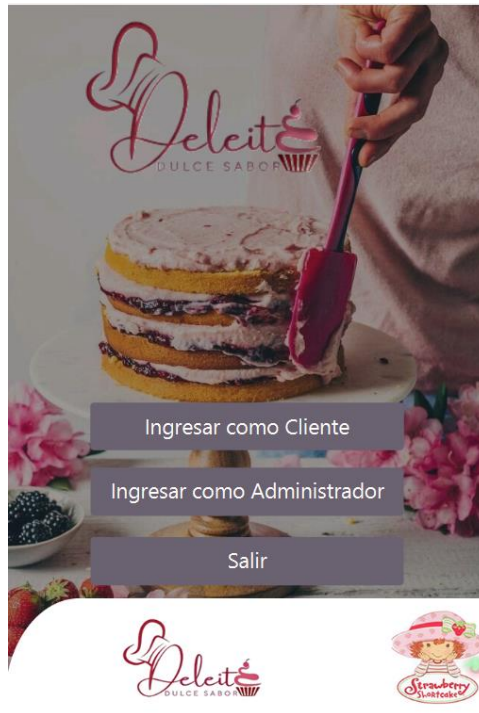 Deleite
DULCE SABOR
Ingresar como Cliente
Ingresar como Administrador
Salir
Deleite
DULCE SABOR
Strawberry
Shortcake